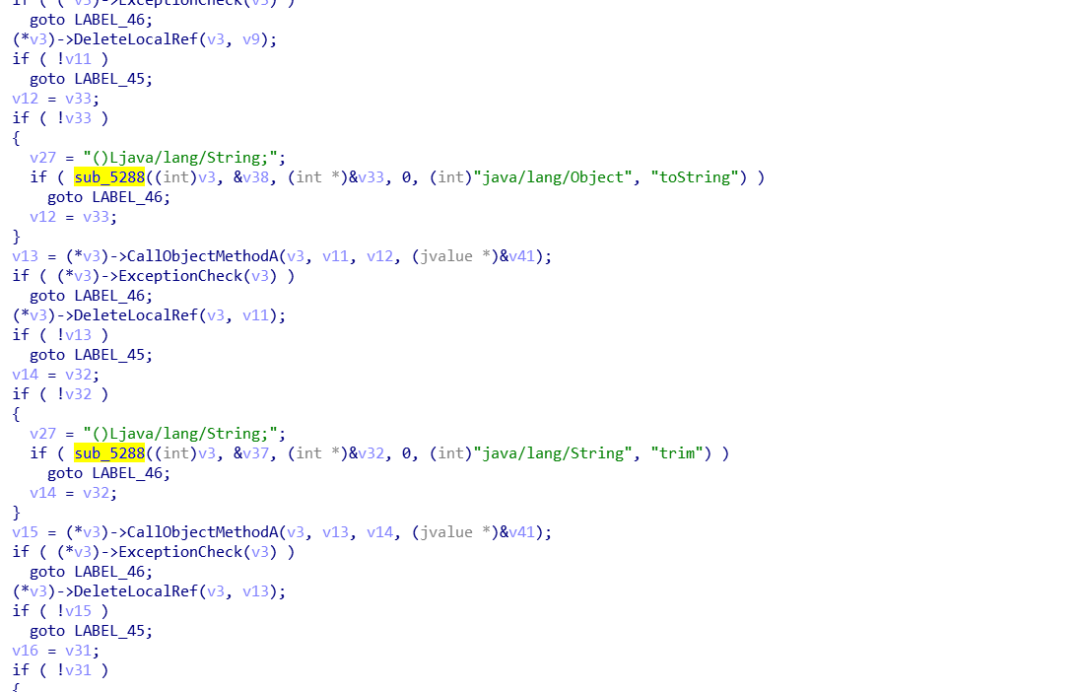 if ( (*v3)->ExceptionCheck(v3) )
goto LABEL_46;
(*v3)->DeleteLocalRef(v3, v9);
if ( !v11 )
goto LABEL_45;
v12 = v33;
if ( !v33 )
{
v27 = "()Ljava/lang/String;";
if ( sub_5288((int)v3, &v38, (int *)&v33, 0, (int)"java/lang/Object", "toString") )
goto LABEL_46;
v12 = v33;
}
v13 = (*v3)->CallObjectMethodA(v3, v11, v12, (jvalue *)&v41);
if ( (*v3)->ExceptionCheck(v3) )
goto LABEL_46;
(*v3)->DeleteLocalRef(v3, v11);
if ( !v13 )
goto LABEL_45;
v14 = v32;
if ( !v32 )
{
v27 = "()Ljava/lang/String;";
if ( sub_5288((int)v3, &v37, (int *)&v32, 0, (int)"java/lang/String", "trim") )
goto LABEL_46;
v14 = v32;
}
v15 = (*v3)->CallObjectMethodA(v3, v13, v14, (jvalue *)&v41);
if ( (*v3)->ExceptionCheck(v3) )
goto LABEL_46;
(*v3)->DeleteLocalRef(v3, v13);
if ( !v15 )
goto LABEL_45;
v16 = v31;
if ( !v31 )
{